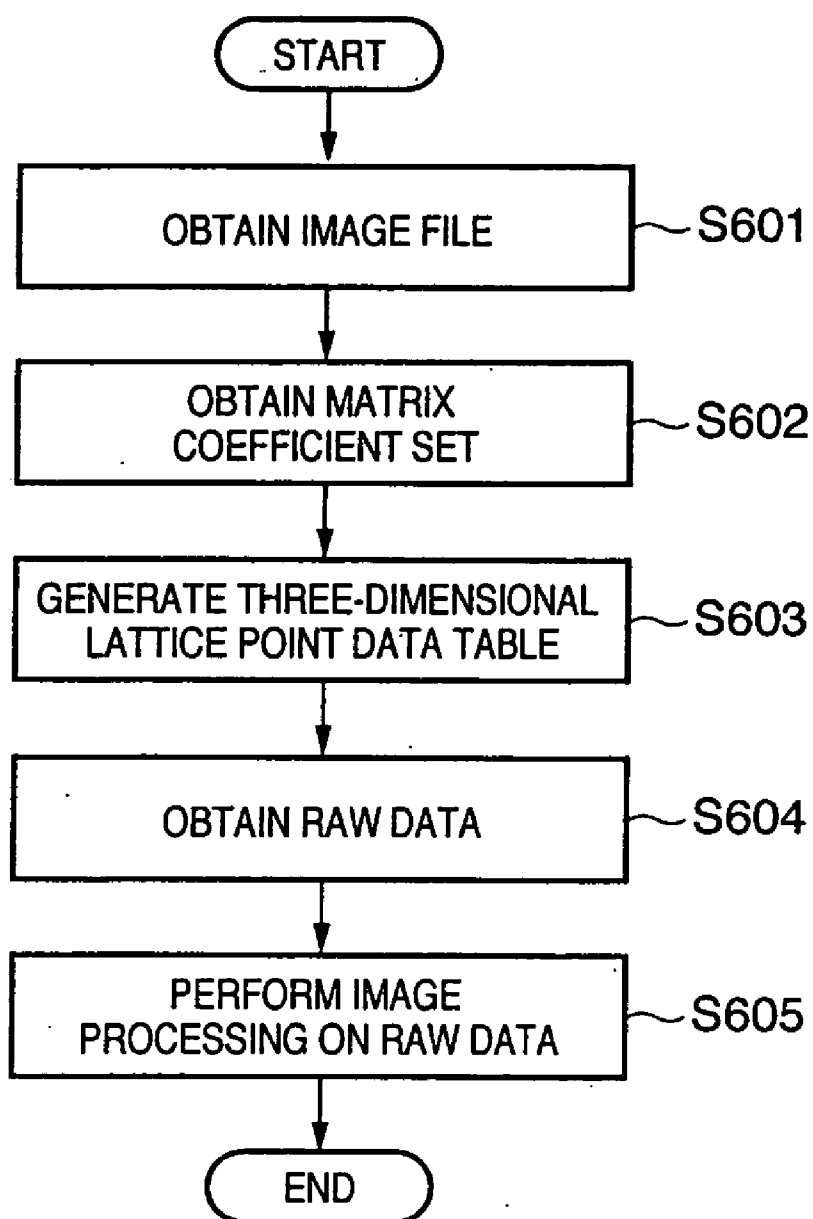 START
OBTAIN IMAGE FILE
S601
OBTAIN MATRIX
COEFFICIENT SET
S602
GENERATE THREE-DIMENSIONAL
LATTICE POINT DATA TABLE
S603
OBTAIN RAW DATA
S604
PERFORM IMAGE
PROCESSING ON RAW DATA
S605
END